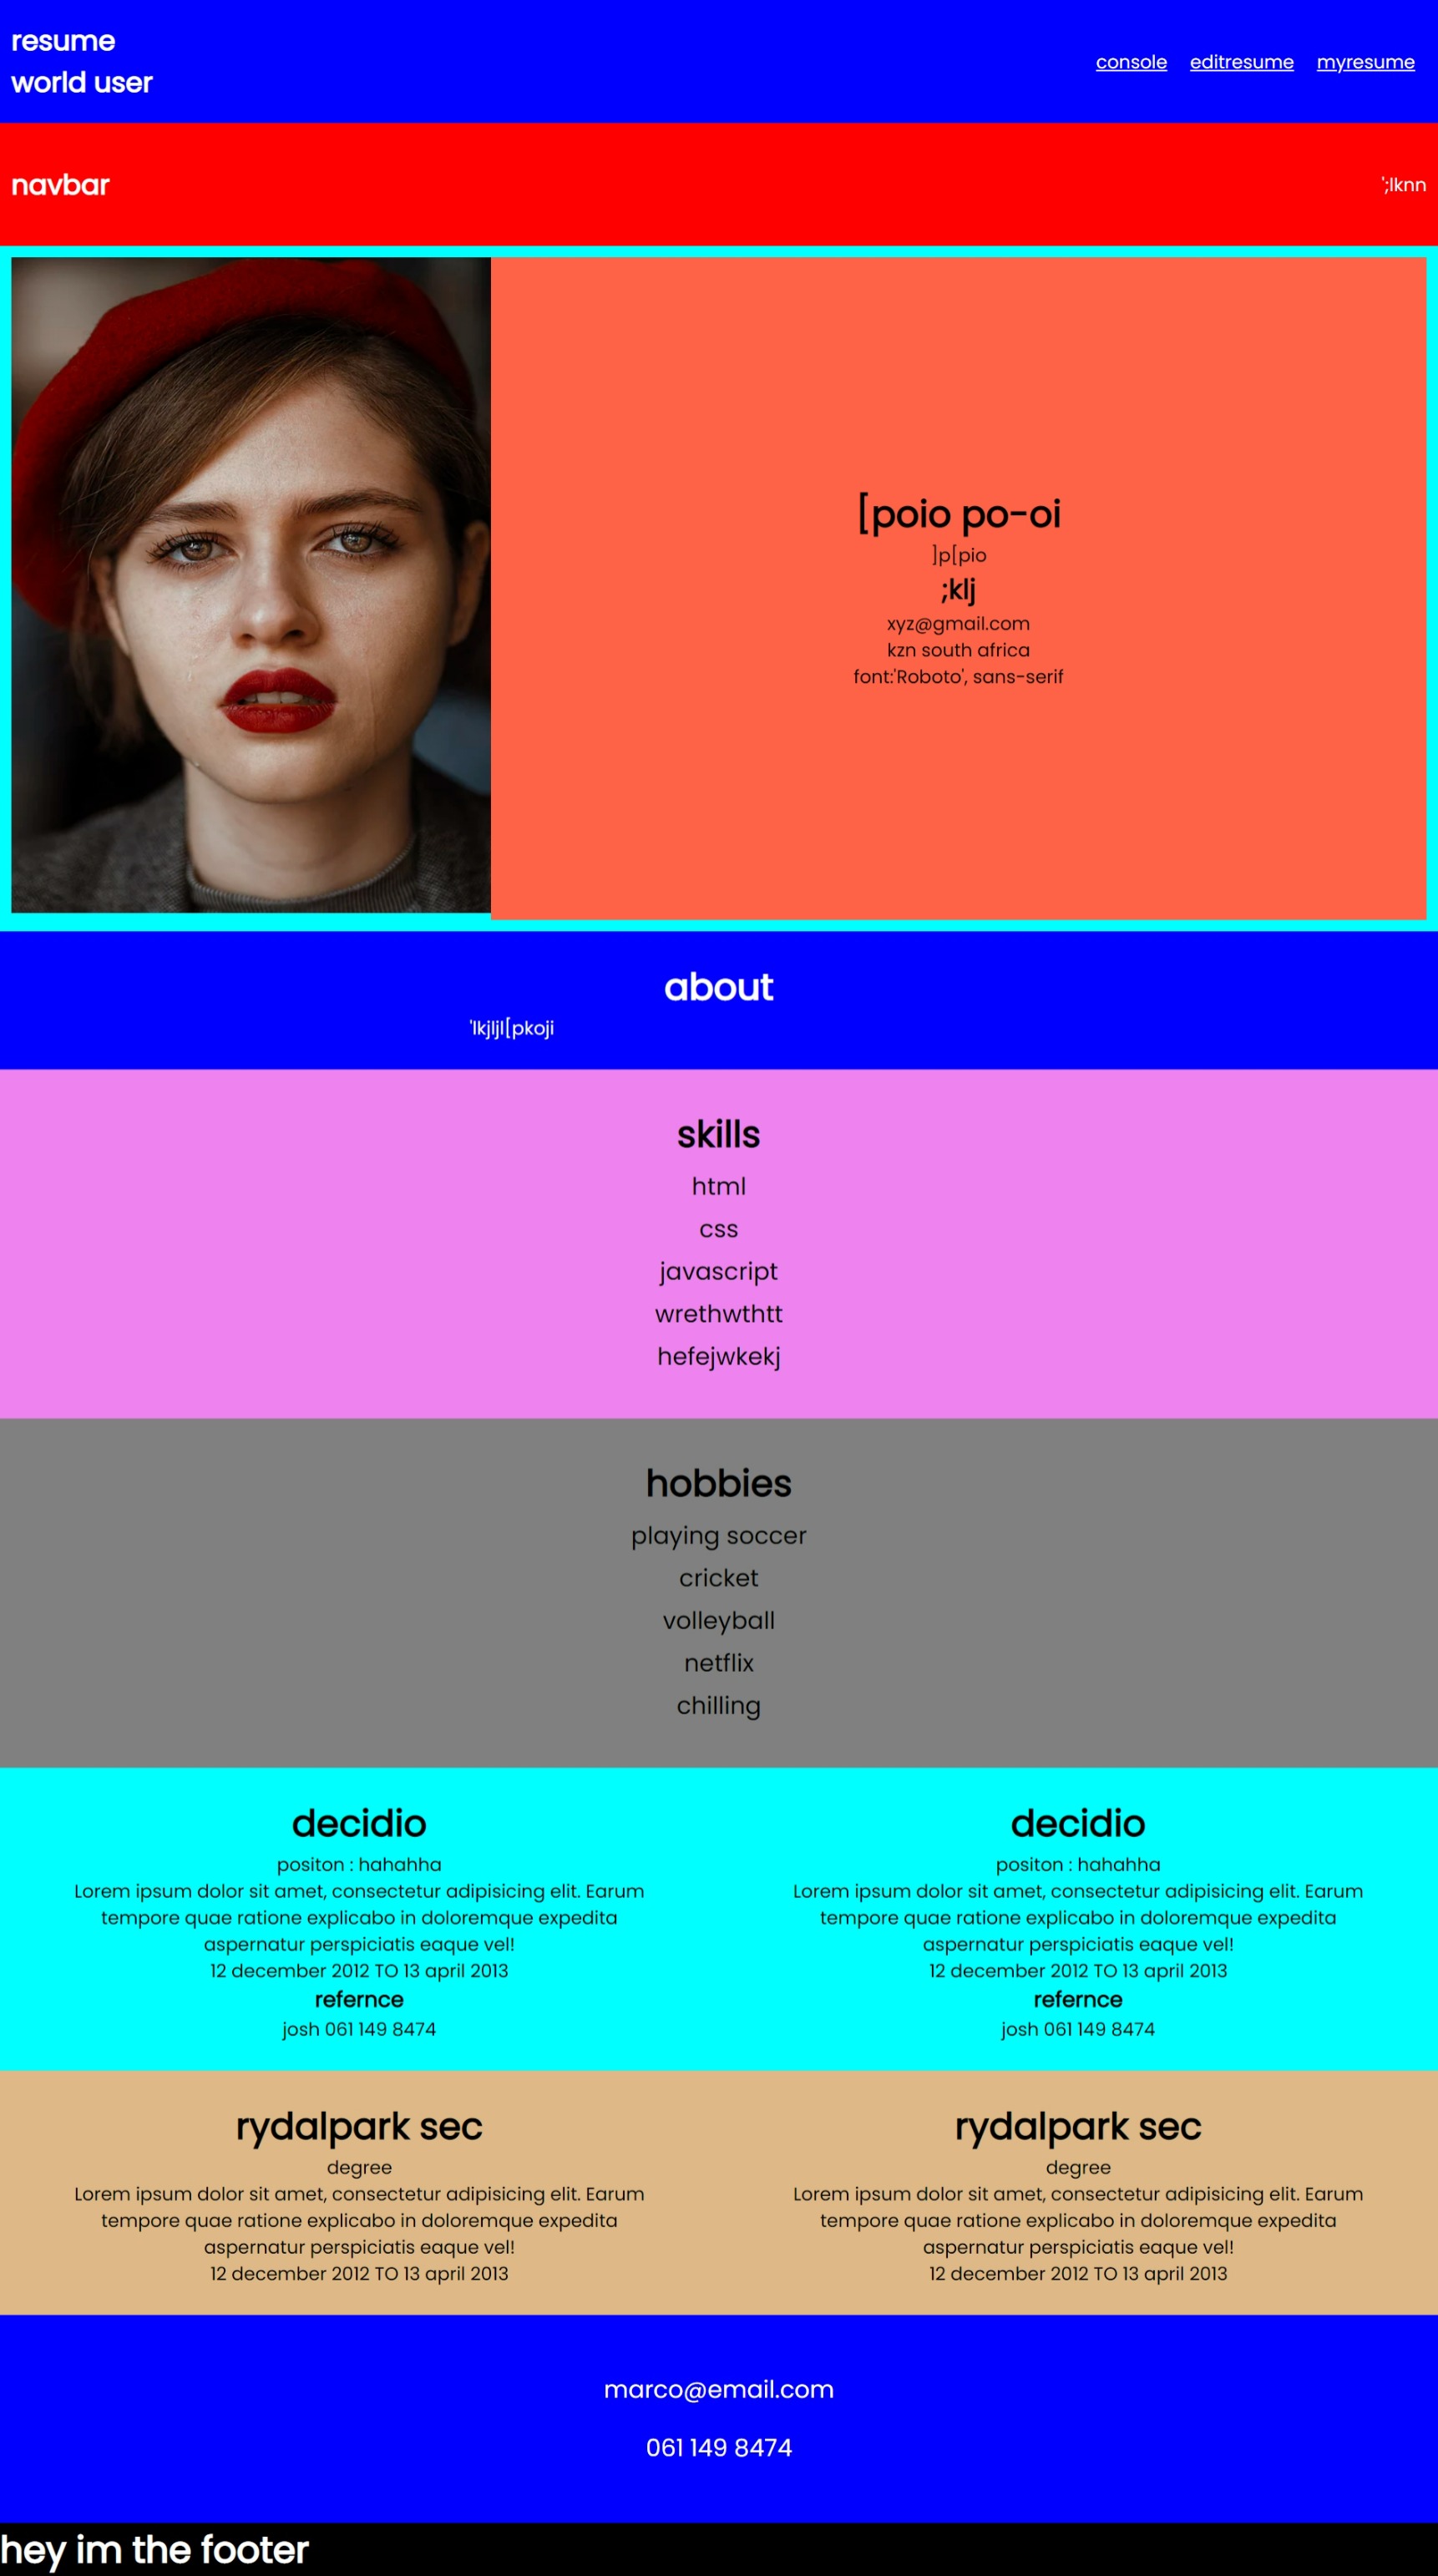 resume
world user
console editresume myresume
navbar
';lknn
[poio po-oi
]p[pio
;klj
xyz@gmail.com
kzn south africa
font:'Roboto', sans-serif
about
'lkjljl[pkoji
skills
html
css
javascript
wrethwthtt
hefejwkekj
hobbies
playing soccer
cricket
volleyball
netflix
chilling
decidio
positon : hahahha
Lorem ipsum dolor sit amet, consectetur adipisicing elit. Earum
tempore quae ratione explicabo in doloremque expedita
aspernatur perspiciatis eaque vel!
12 december 2012 TO 13 april 2013
refernce
josh 061 149 8474
decidio
positon : hahahha
Lorem ipsum dolor sit amet, consectetur adipisicing elit. Earum
tempore quae ratione explicabo in doloremque expedita
aspernatur perspiciatis eaque vel!
12 december 2012 TO 13 april 2013
refernce
josh 061 149 8474
rydalpark sec
degree
Lorem ipsum dolor sit amet, consectetur adipisicing elit. Earum
tempore quae ratione explicabo in doloremque expedita
aspernatur perspiciatis eaque vel!
12 december 2012 TO 13 april 2013
rydalpark sec
degree
Lorem ipsum dolor sit amet, consectetur adipisicing elit. Earum
tempore quae ratione explicabo in doloremque expedita
aspernatur perspiciatis eaque vel!
12 december 2012 TO 13 april 2013
marco@email.com
061 149 8474
hey im the footer